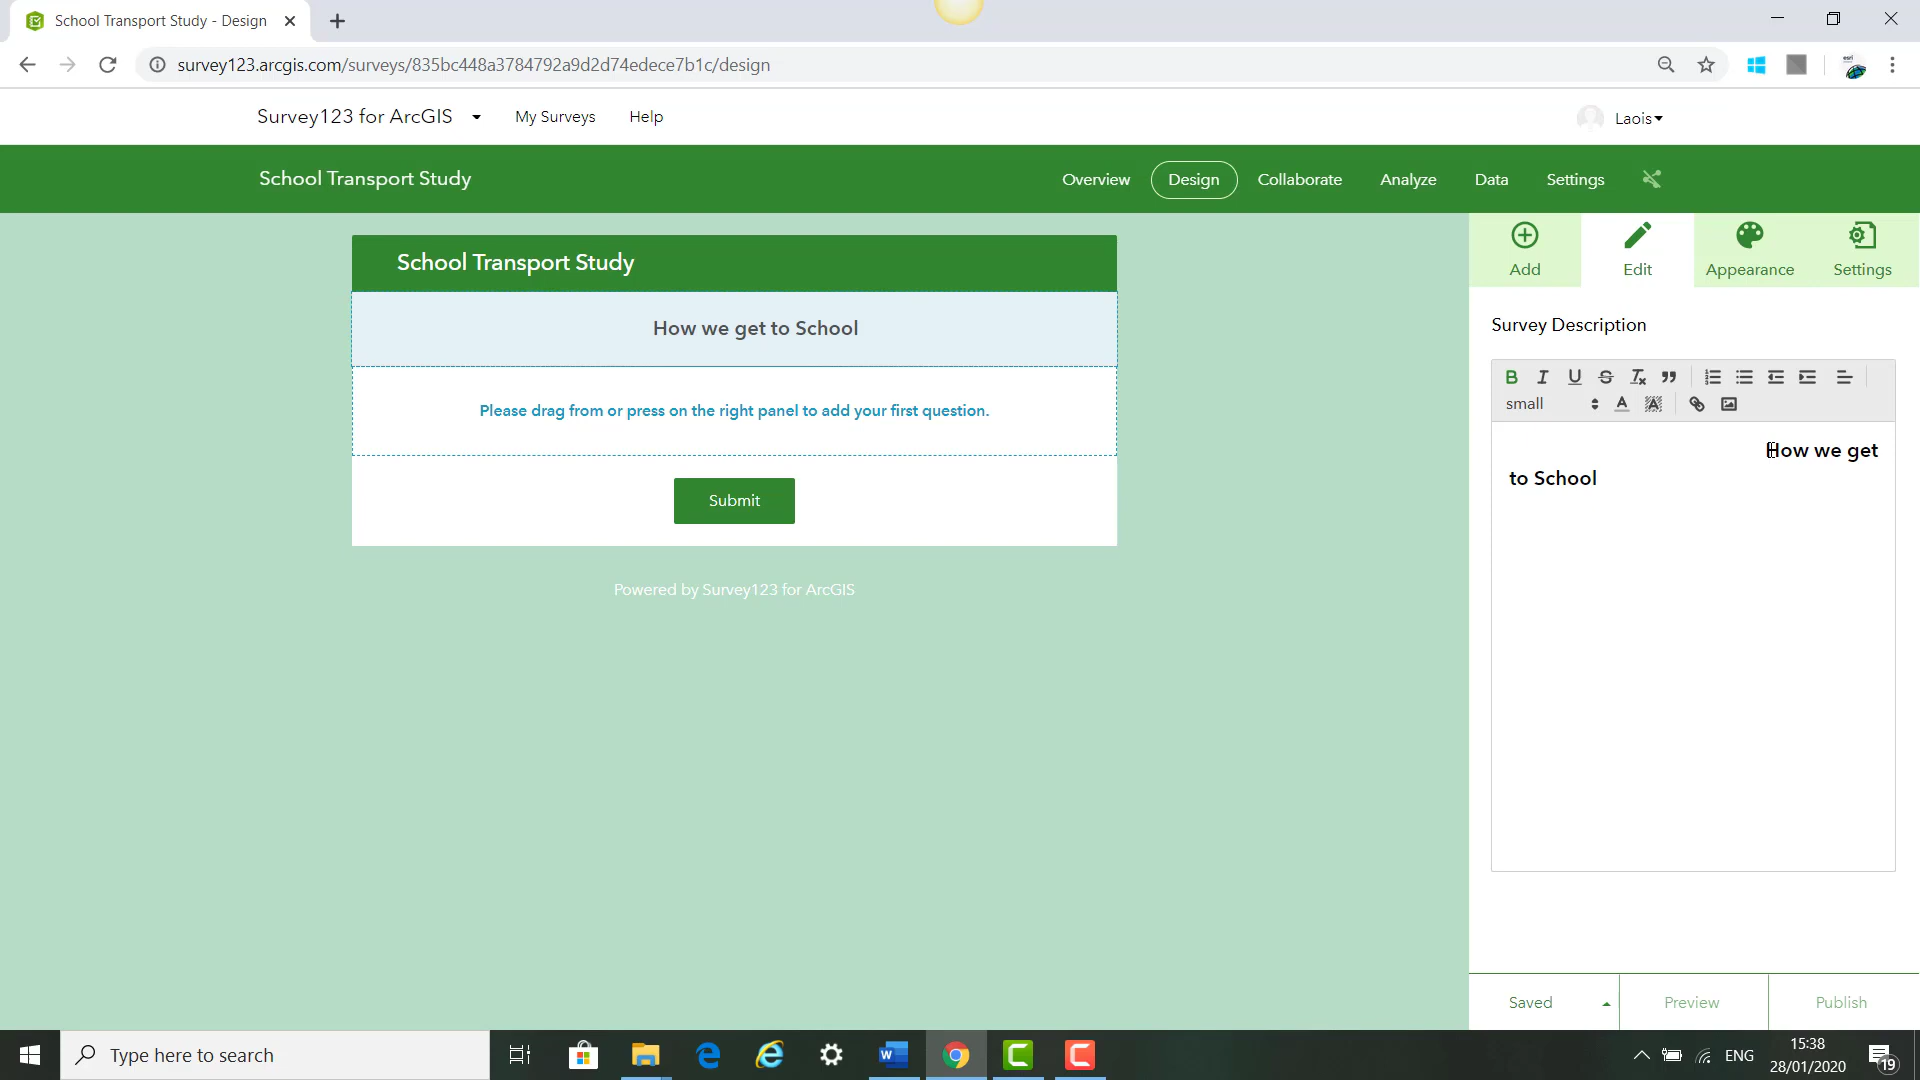 School Transport Study - Design
survey123.arcgis.com/surveys/835bc448a3784792a9d2d74edece7b1c/design
Survey123 for ArcGIS
My Surveys
Help
Laois
School Transport Study
Overview
Design
Collaborate
Analyze
Data
Settings
School Transport Study
How we get to School
Please drag from or press on the right panel to add your first question.
Submit
Powered by Survey123 for ArcGIS
Add
Edit
Appearance
Settings
Survey Description
small
How we get
to School
Saved
Preview
Publish
Type here to search
ENG
15:38
28/01/2020
19